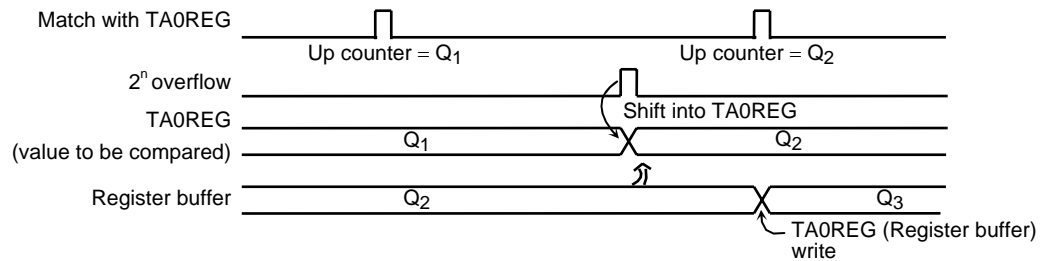 Match with TA0REG
Up counter = Q1
Up counter = Q2
2n overflow
Shift into TA0REG
TA0REG
(value to be compared)
Q1
Q2
Register buffer
Q2
Q3
TA0REG (Register buffer)
write